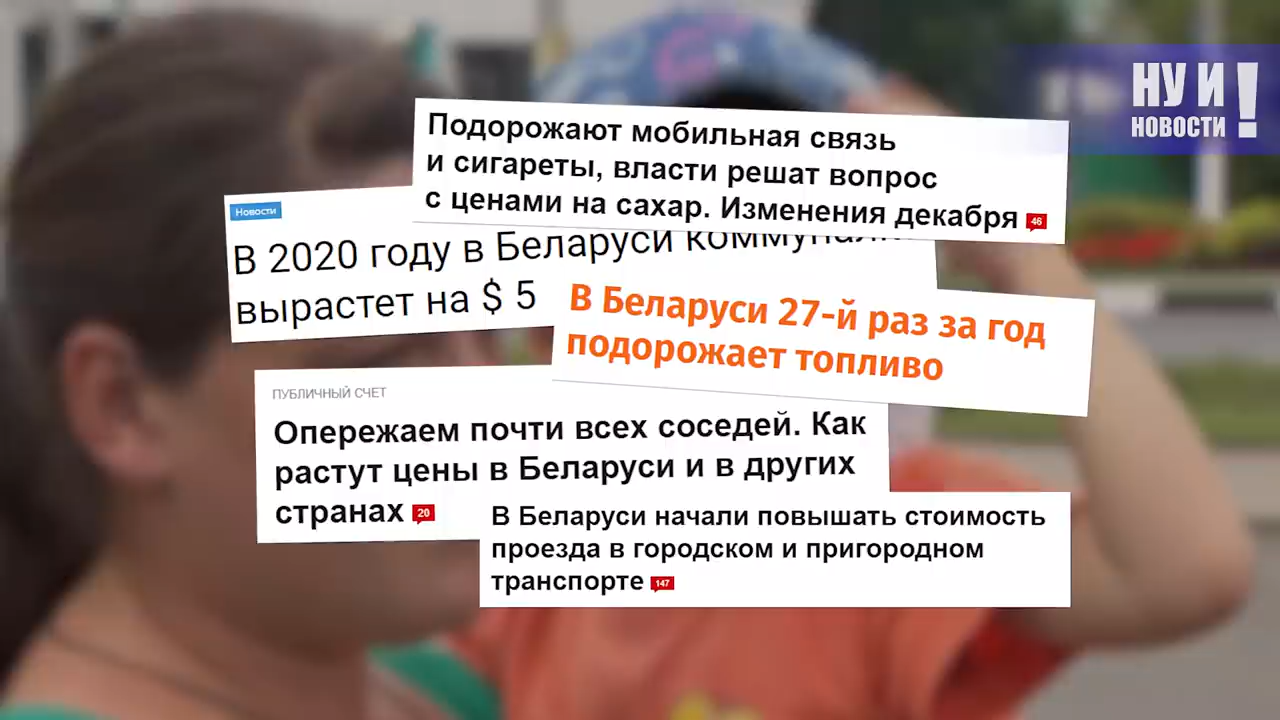 НУ И !
НОВОСТИ
Подорожают мобильная связь
и сигареты, власти решат вопрос
с ценами на сахар. Изменения декабря 46
Новости
В 2020 году в Беларуси
вырастет на $ 5
В Беларуси 27-й раз за год
подорожает топливо
ПУБЛИЧНЫЙ СЧЕТ
Опережаем почти всех соседей. Как
растут цены в Беларуси и в других
странах 20
В Беларуси начали повышать стоимость
проезда в городском и пригородном
транспорте 147